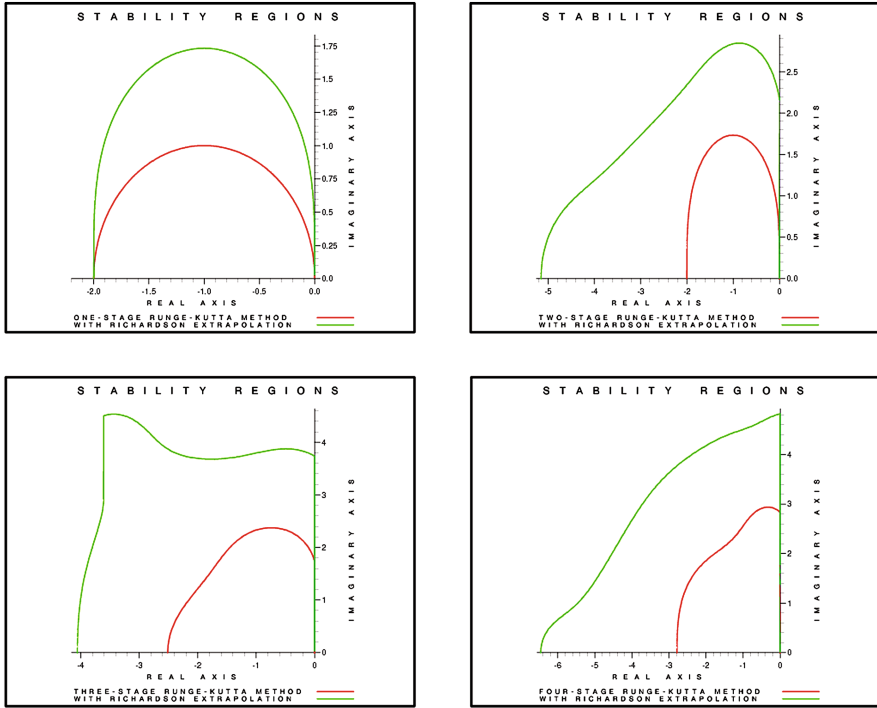 STABILITY REGIONS
1.75
1.5
1.25
1.0
0.75
0.5
0.25
0.0
IMAGINARY AXIS
-2.0 -1.5 -1.0 -0.5 0.0
REAL AXIS
ONE-STAGE RUNGE-KUTTA METHOD
WITH RICHARDSON EXTRAPOLATION
STABILITY REGIONS
2.5
2.0
1.5
1.0
0.5
0.0
IMAGINARY AXIS
-5 -4 -3 -2 -1 0
REAL AXIS
TWO-STAGE RUNGE-KUTTA METHOD
WITH RICHARDSON EXTRAPOLATION
STABILITY REGIONS
4
3
2
1
0
IMAGINARY AXIS
-4 -3 -2 -1 0
REAL AXIS
THREE-STAGE RUNGE-KUTTA METHOD
WITH RICHARDSON EXTRAPOLATION
STABILITY REGIONS
4
3
2
1
0
IMAGINARY AXIS
-6 -5 -4 -3 -2 -1 0
REAL AXIS
FOUR-STAGE RUNGE-KUTTA METHOD
WITH RICHARDSON EXTRAPOLATION